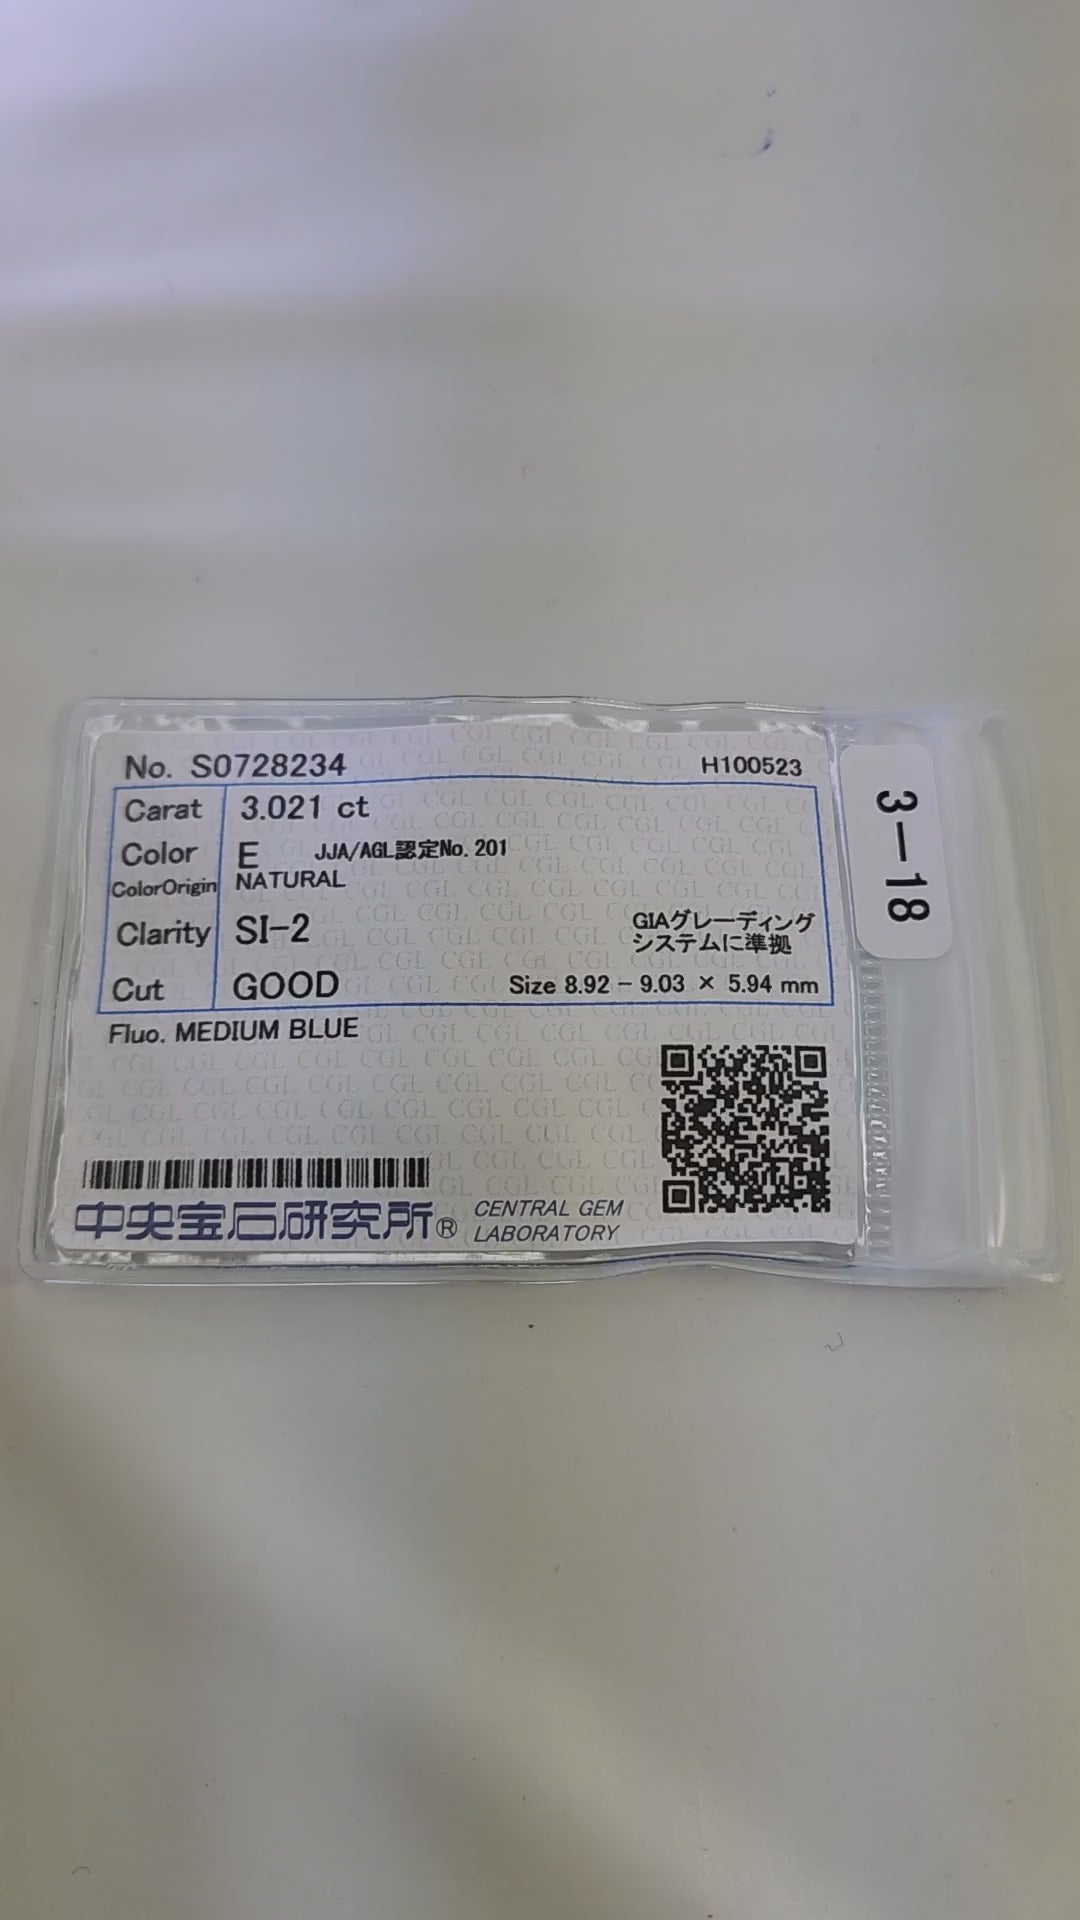 No. S0728234 H100523
Carat 3.021 ct
Color E JJA/AGL認定No. 201
ColorOrigin NATURAL
Clarity SI-2 GIAグレーディング
システムに準拠
Cut GOOD Size 8.92 - 9.03 × 5.94 mm
Fluo. MEDIUM BLUE
中央宝石研究所® CENTRAL GEM
LABORATORY
3-18